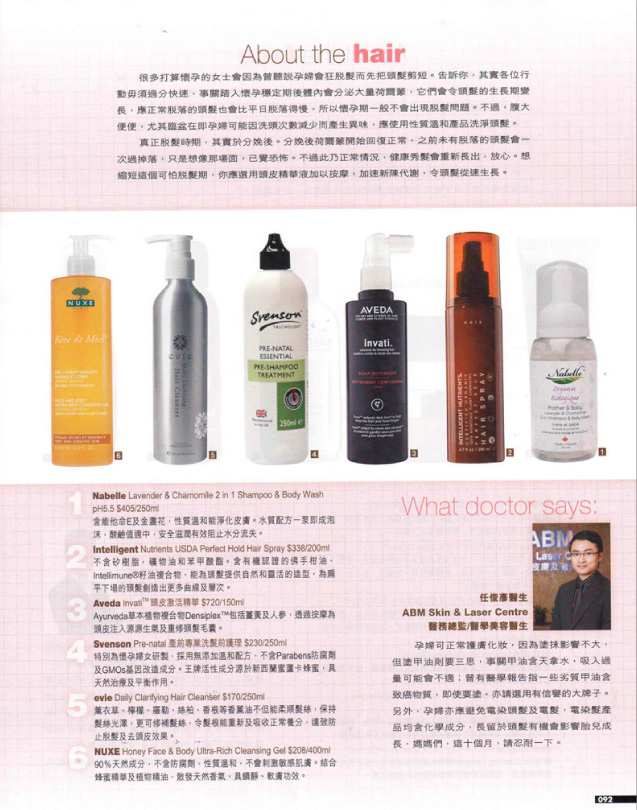 About the hair
很多打算懷孕的女士會因為曾聽說孕婦會狂脫髮而先把頭髮剪短。告訴你，其實各位行
動毋須過分快速，事關踏入懷孕穩定期後體內會分泌大量荷爾蒙，它們會令頭髮的生長期變
長，應正常脫落的頭髮也會比平日脫落得慢，所以懷孕期一般不會出現脫髮問題。不過，腹大
便便，尤其臨盆在即孕婦可能因洗頭次數減少而產生異味，應使用性質溫和產品洗淨頭髮。
真正脫髮時期，其實於分娩後。分娩後荷爾蒙開始回復正常，之前未有脫落的頭髮會一
次過掉落，只是想像那場面，已覺恐怖。不過此乃正常情況，健康秀髮會重新長出，放心。想
縮短這個可怕脫髮期，你應選用頭皮精華液加以按摩，加速新陳代謝，令頭髮從速生長。
NUXE
Rêve de Miel
6
evie
Daily Clarifying
Hair Cleanser
5
Svenson
TRICHOLOGY
PRE-NATAL
ESSENTIAL
PRE-SHAMPOO
TREATMENT
250ml e
4
AVEDA
invati.
3
HAIR
INTELLIGENT NUTRIENTS
HAIR SPRAY
2
Nabelle
Organic
Biologique
Mother & Baby
1
1 Nabelle Lavender & Chamomile 2 in 1 Shampoo & Body Wash
pH5.5 $405/250ml
含維他命E及金盞花，性質溫和能淨化皮膚。水質配方一泵即成泡
沫，酸鹼值適中，安全滋潤有效阻止水分流失。
2 Intelligent Nutrients USDA Perfect Hold Hair Spray $338/200ml
不含矽樹脂，礦物油和苯甲酸酯。含有機認證的佛手柑油、
Intellimune®籽油複合物，能為頭髮提供自然和靈活的造型，為扁
平下塌的頭髮創造出更多曲線及層次。
3 Aveda Invati™ 頭皮激活精華 $720/150ml
Ayurveda草本植物複合物Densiplex™包括薑黃及人參，透過按摩為
頭皮注入源源生氣及重修頭髮毛囊。
4 Svenson Pre-natal 產前專業洗髮前護理 $230/250ml
特別為懷孕婦女研製，採用無添加溫和配方，不含Parabens防腐劑
及GMOs基因改造成分。王牌活性成分源於新西蘭蜜蘆卡蜂蜜，具
天然治療及平衡作用。
5 evie Daily Clarifying Hair Cleanser $170/250ml
薰衣草、檸檬、羅勒、絲柏、香根等香薰油不但能柔順髮絲，保持
髮絲光澤，更可修補髮絲，令髮根能重新及吸收正常養分，達致防
止脫髮及去頭皮效果。
6 NUXE Honey Face & Body Ultra-Rich Cleansing Gel $208/400ml
90%天然成分，不含防腐劑，性質溫和、不會刺激敏感肌膚。結合
蜂蜜精華及植物精油，散發天然香氣，具鎮靜、軟膚功效。
What doctor says:
ABM
Laser C
皮膚及
任俊彥醫生
ABM Skin & Laser Centre
醫務總監/醫學美容醫生
孕婦可正常護膚化妝，因為塗抹影響不大，
但塗甲油則要三思，事關甲油含天拿水，吸入過
量可能會不適；曾有醫學報告指一些劣質甲油含
致癌物質，即使要塗，亦請選用有信譽的大牌子。
另外，孕婦亦應避免電染頭髮及電髮，電染髮產
品均含化學成分，長留於頭髮有機會影響胎兒成
長，媽媽們，這十個月，請忍耐一下。
092